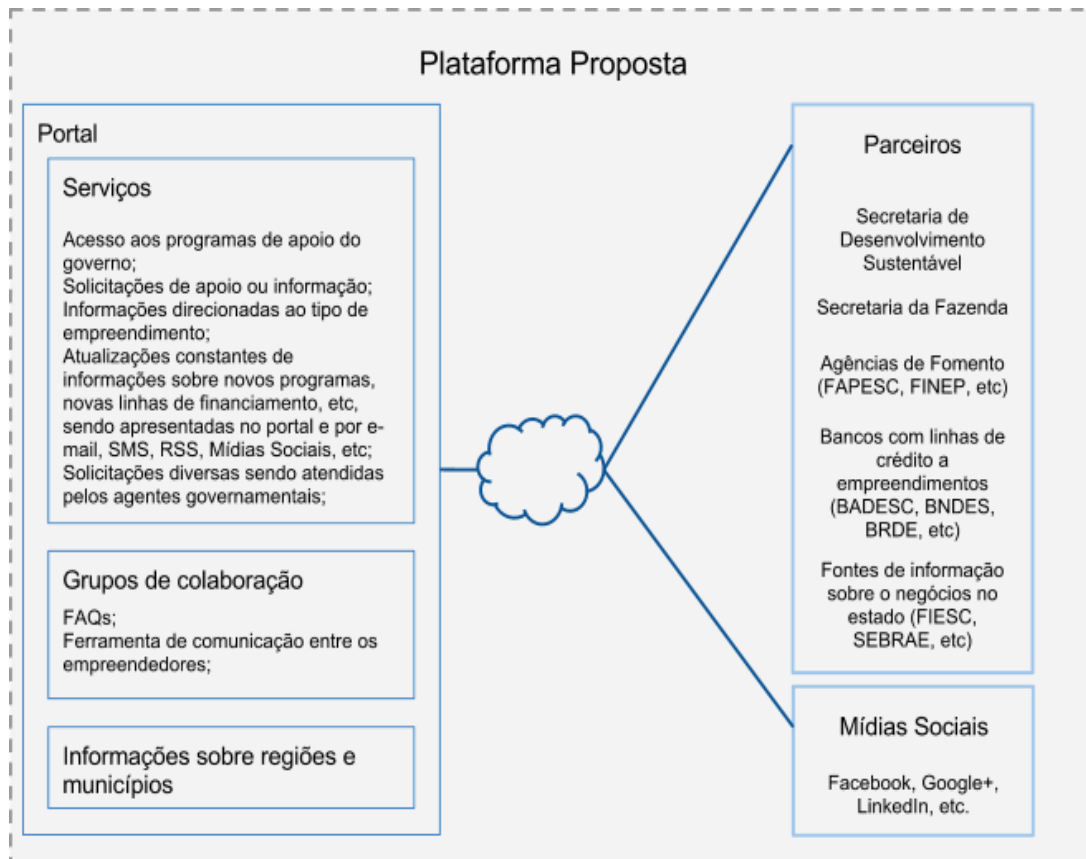 Plataforma Proposta
Portal
Serviços
Acesso aos programas de apoio do
governo;
Solicitações de apoio ou informação;
Informações direcionadas ao tipo de
empreendimento;
Atualizações constantes de
informações sobre novos programas,
novas linhas de financiamento, etc,
sendo apresentadas no portal e por e-
mail, SMS, RSS, Mídias Sociais, etc;
Solicitações diversas sendo atendidas
pelos agentes governamentais;
Grupos de colaboração
FAQs;
Ferramenta de comunicação entre os
empreendedores;
Informações sobre regiões e
municípios
Parceiros
Secretaria de
Desenvolvimento
Sustentável
Secretaria da Fazenda
Agências de Fomento
(FAPESC, FINEP, etc)
Bancos com linhas de
crédito a
empreendimentos
(BADESC, BNDES,
BRDE, etc)
Fontes de informação
sobre o negócios no
estado (FIESC,
SEBRAE, etc)
Mídias Sociais
Facebook, Google+,
LinkedIn, etc.